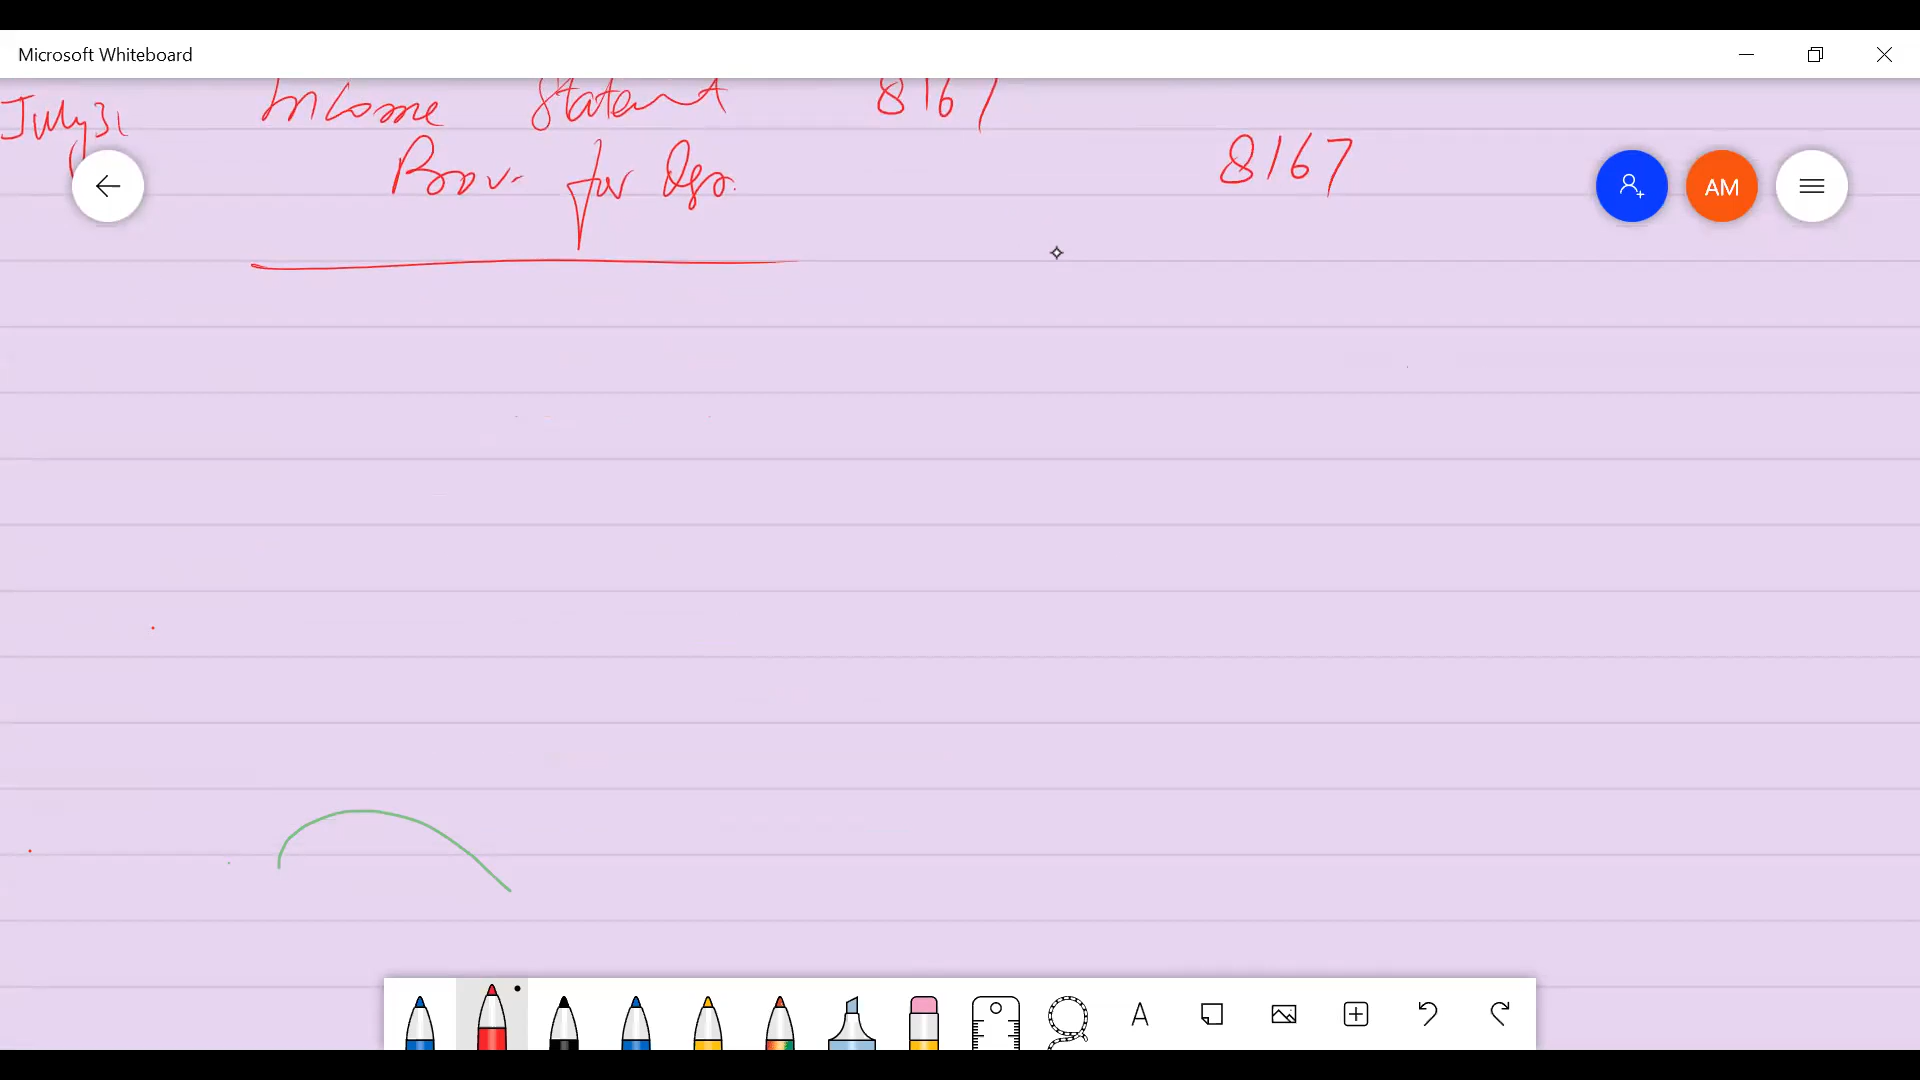 Microsoft Whiteboard
July 31 Income Statement 8167
Prov. for Dep. 8167
AM
A